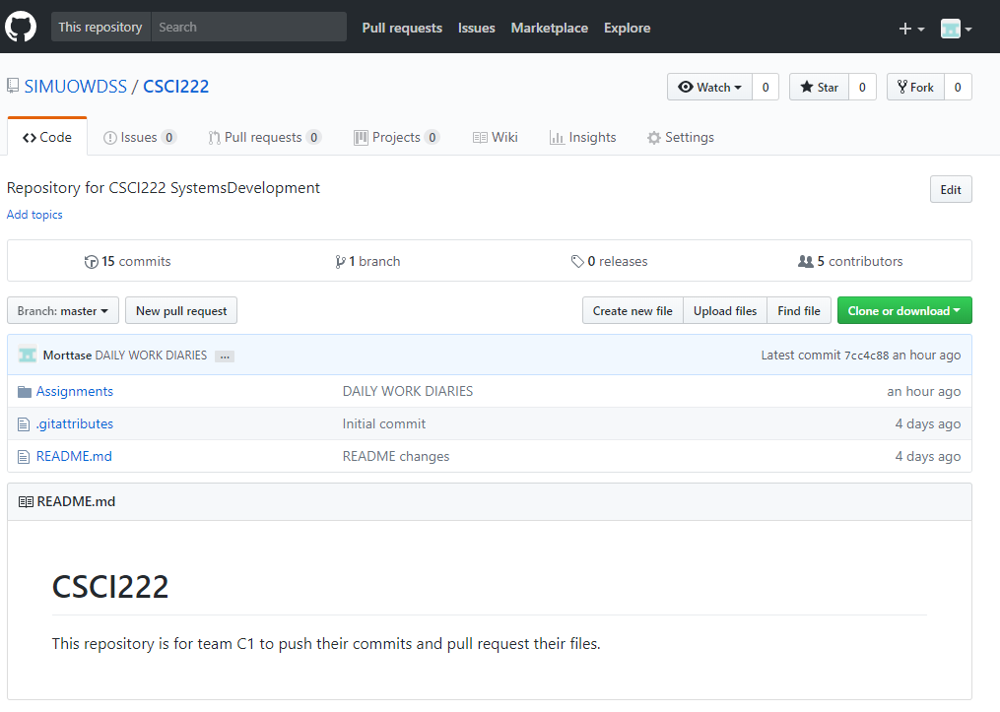 This repository Search Pull requests Issues Marketplace Explore
SIMUOWDSS / CSCI222 Watch 0 Star 0 Fork 0
Code Issues 0 Pull requests 0 Projects 0 Wiki Insights Settings
Repository for CSCI222 SystemsDevelopment Edit
Add topics
15 commits 1 branch 0 releases 5 contributors
Branch: master New pull request Create new file Upload files Find file Clone or download
Morttase DAILY WORK DIARIES ... Latest commit 7cc4c88 an hour ago
Assignments DAILY WORK DIARIES an hour ago
.gitattributes Initial commit 4 days ago
README.md README changes 4 days ago
README.md
CSCI222
This repository is for team C1 to push their commits and pull request their files.